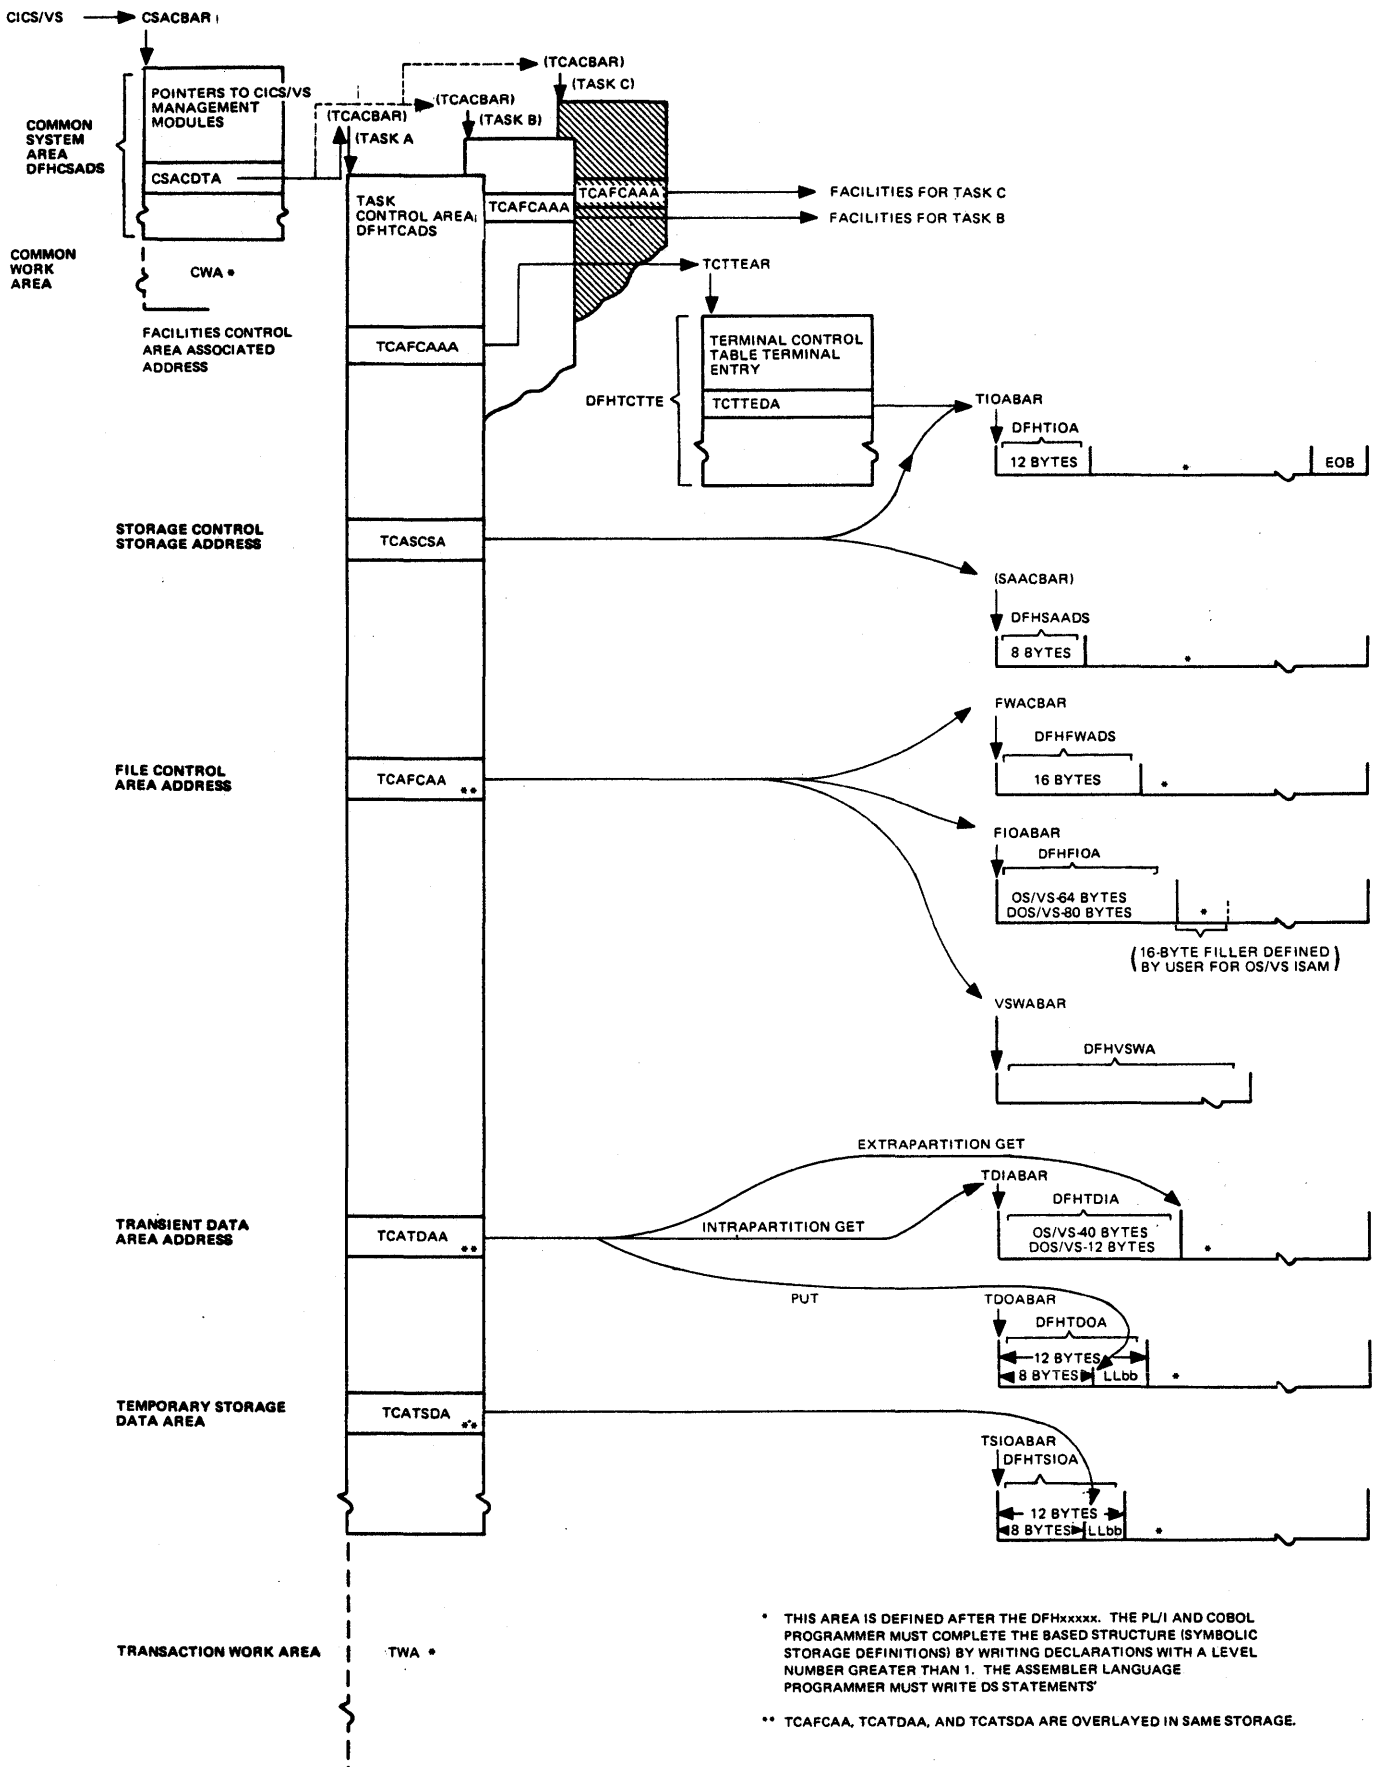 CICS/VS
CSACBAR
(TCACBAR)
(TASK C)
POINTERS TO CICS/VS
MANAGEMENT
MODULES
(TCACBAR)
(TASK B)
(TCACBAR)
(TASK A
COMMON
SYSTEM
AREA
DFHCSADS
CSACDTA
TASK
CONTROL AREA
DFHTCADS
TCAFCAAA
TCAFCAAA
FACILITIES FOR TASK C
FACILITIES FOR TASK B
COMMON
WORK
AREA
CWA *
TCTTEAR
FACILITIES CONTROL
AREA ASSOCIATED
ADDRESS
TCAFCAAA
TERMINAL CONTROL
TABLE TERMINAL
ENTRY
DFHTCTTE
TCTTEDA
TIOABAR
DFHTIOA
12 BYTES
*
EOB
STORAGE CONTROL
STORAGE ADDRESS
TCASCSA
(SAACBAR)
DFHSAADS
8 BYTES
*
FWACBAR
DFHFWADS
16 BYTES
*
FILE CONTROL
AREA ADDRESS
TCAFCAA
**
FIOABAR
DFHFIOA
OS/VS-64 BYTES
DOS/VS-80 BYTES
*
(16-BYTE FILLER DEFINED
BY USER FOR OS/VS ISAM)
VSWABAR
DFHVSWA
EXTRAPARTITION GET
TDIABAR
DFHTDIA
TRANSIENT DATA
AREA ADDRESS
TCATDAA
**
INTRAPARTITION GET
OS/VS-40 BYTES
DOS/VS-12 BYTES
*
PUT
TDOABAR
DFHTDOA
12 BYTES
8 BYTES
LLbb
*
TEMPORARY STORAGE
DATA AREA
TCATSDA
**
TSIOABAR
DFHTSIOA
12 BYTES
8 BYTES
LLbb
*
TRANSACTION WORK AREA
TWA *
* THIS AREA IS DEFINED AFTER THE DFHxxxxx. THE PL/I AND COBOL
PROGRAMMER MUST COMPLETE THE BASED STRUCTURE (SYMBOLIC
STORAGE DEFINITIONS) BY WRITING DECLARATIONS WITH A LEVEL
NUMBER GREATER THAN 1. THE ASSEMBLER LANGUAGE
PROGRAMMER MUST WRITE DS STATEMENTS'
** TCAFCAA, TCATDAA, AND TCATSDA ARE OVERLAYED IN SAME STORAGE.